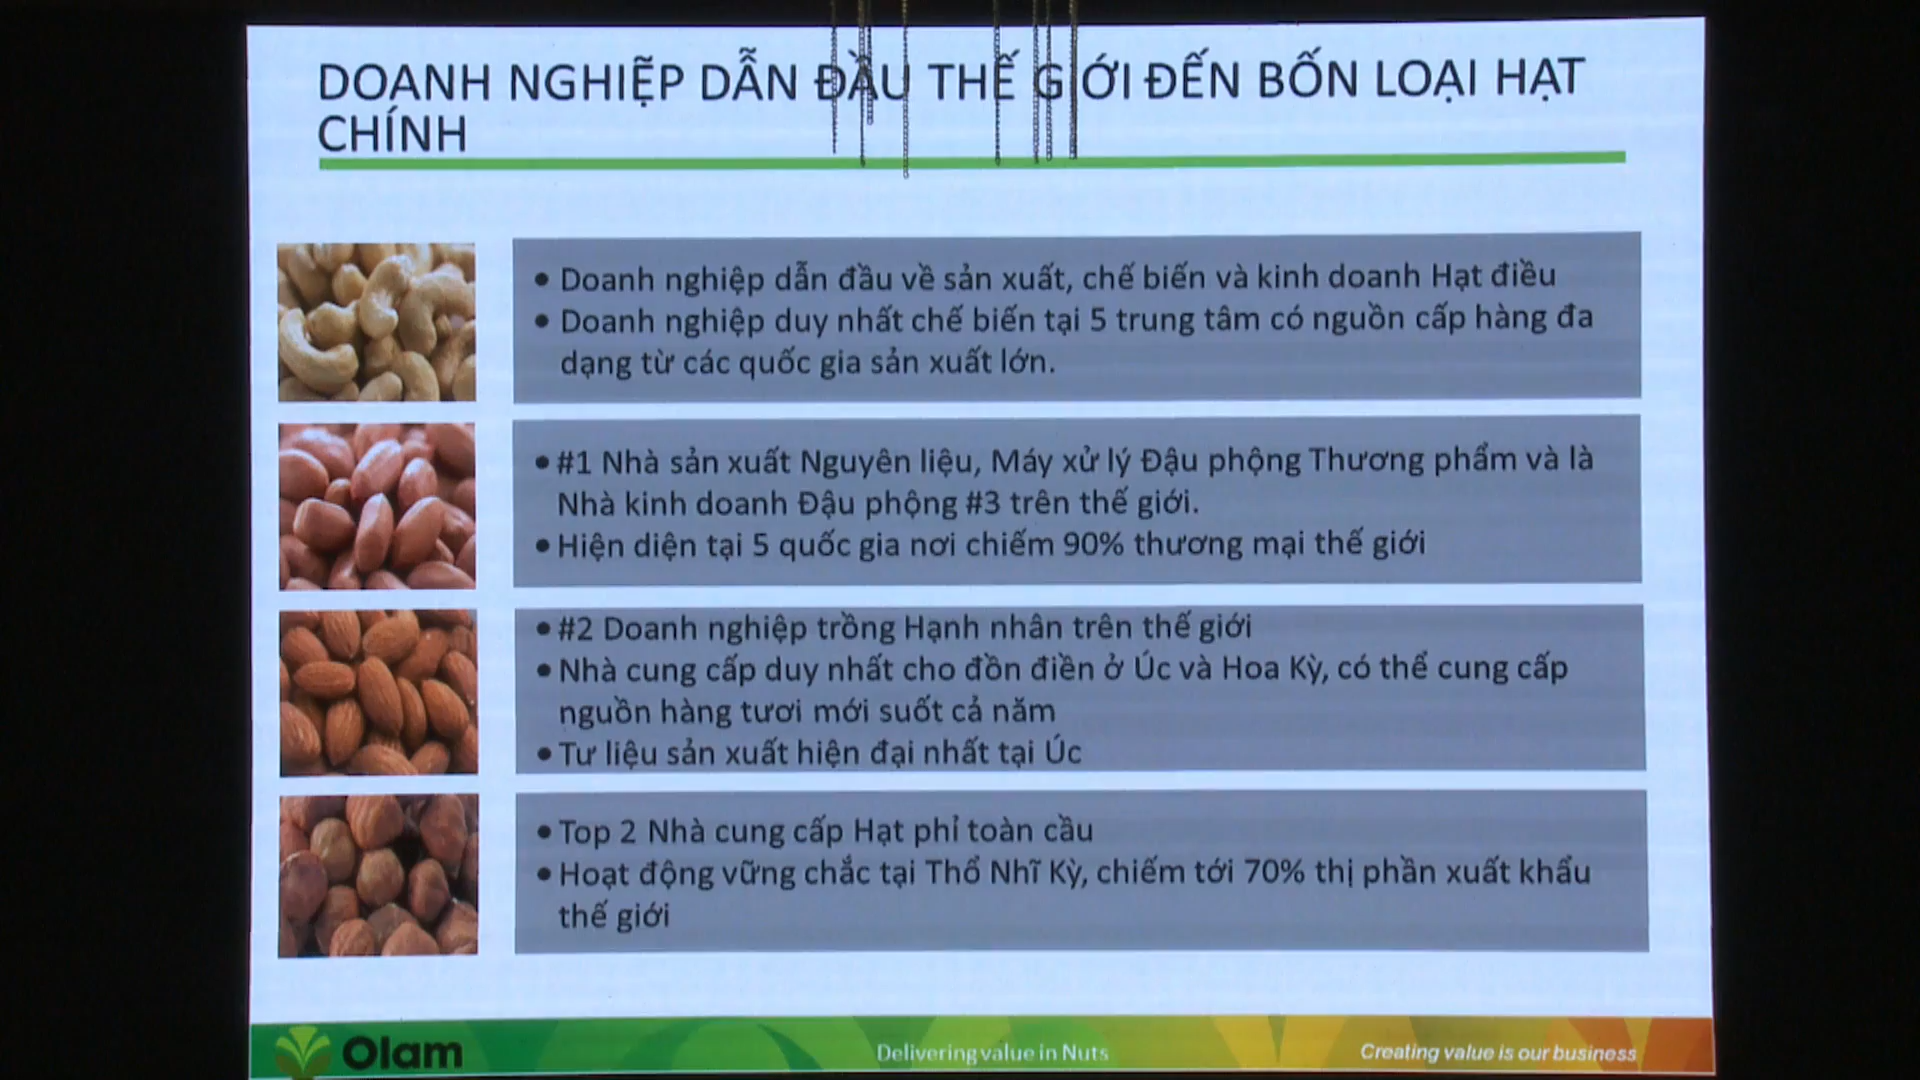 DOANH NGHIỆP DẪN ĐẦU THẾ GIỚI ĐẾN BỐN LOẠI HẠT
CHÍNH
• Doanh nghiệp dẫn đầu về sản xuất, chế biến và kinh doanh Hạt điều
• Doanh nghiệp duy nhất chế biến tại 5 trung tâm có nguồn cấp hàng đa
dạng từ các quốc gia sản xuất lớn.
• #1 Nhà sản xuất Nguyên liệu, Máy xử lý Đậu phộng Thương phẩm và là
Nhà kinh doanh Đậu phộng #3 trên thế giới.
• Hiện diện tại 5 quốc gia nơi chiếm 90% thương mại thế giới
• #2 Doanh nghiệp trồng Hạnh nhân trên thế giới
• Nhà cung cấp duy nhất cho đồn điền ở Úc và Hoa Kỳ, có thể cung cấp
nguồn hàng tươi mới suốt cả năm
• Tư liệu sản xuất hiện đại nhất tại Úc
• Top 2 Nhà cung cấp Hạt phỉ toàn cầu
• Hoạt động vững chắc tại Thổ Nhĩ Kỳ, chiếm tới 70% thị phần xuất khẩu
thế giới
Olam
Delivering value in Nuts
Creating value is our business